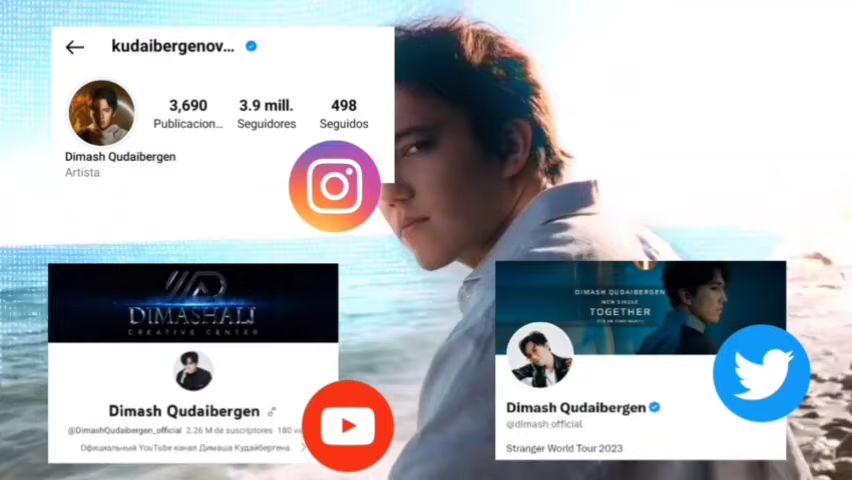 kudaibergenov...
3,690
3.9 mill.
498
Publicacion...
Seguidores
Seguidos
Dimash Qudaibergen
Artista
DIMASHALI
CREATIVE CENTER
Dimash Qudaibergen
@DimashQudaibergen_official 2.26 M de suscriptores 180
Официальный YouTube канал Димаша Кудайбергена.
DIMASH QUDAIBERGEN
NEW SINGLE
TOGETHER
Dimash Qudaibergen
@dimash_official
Stranger World Tour 2023